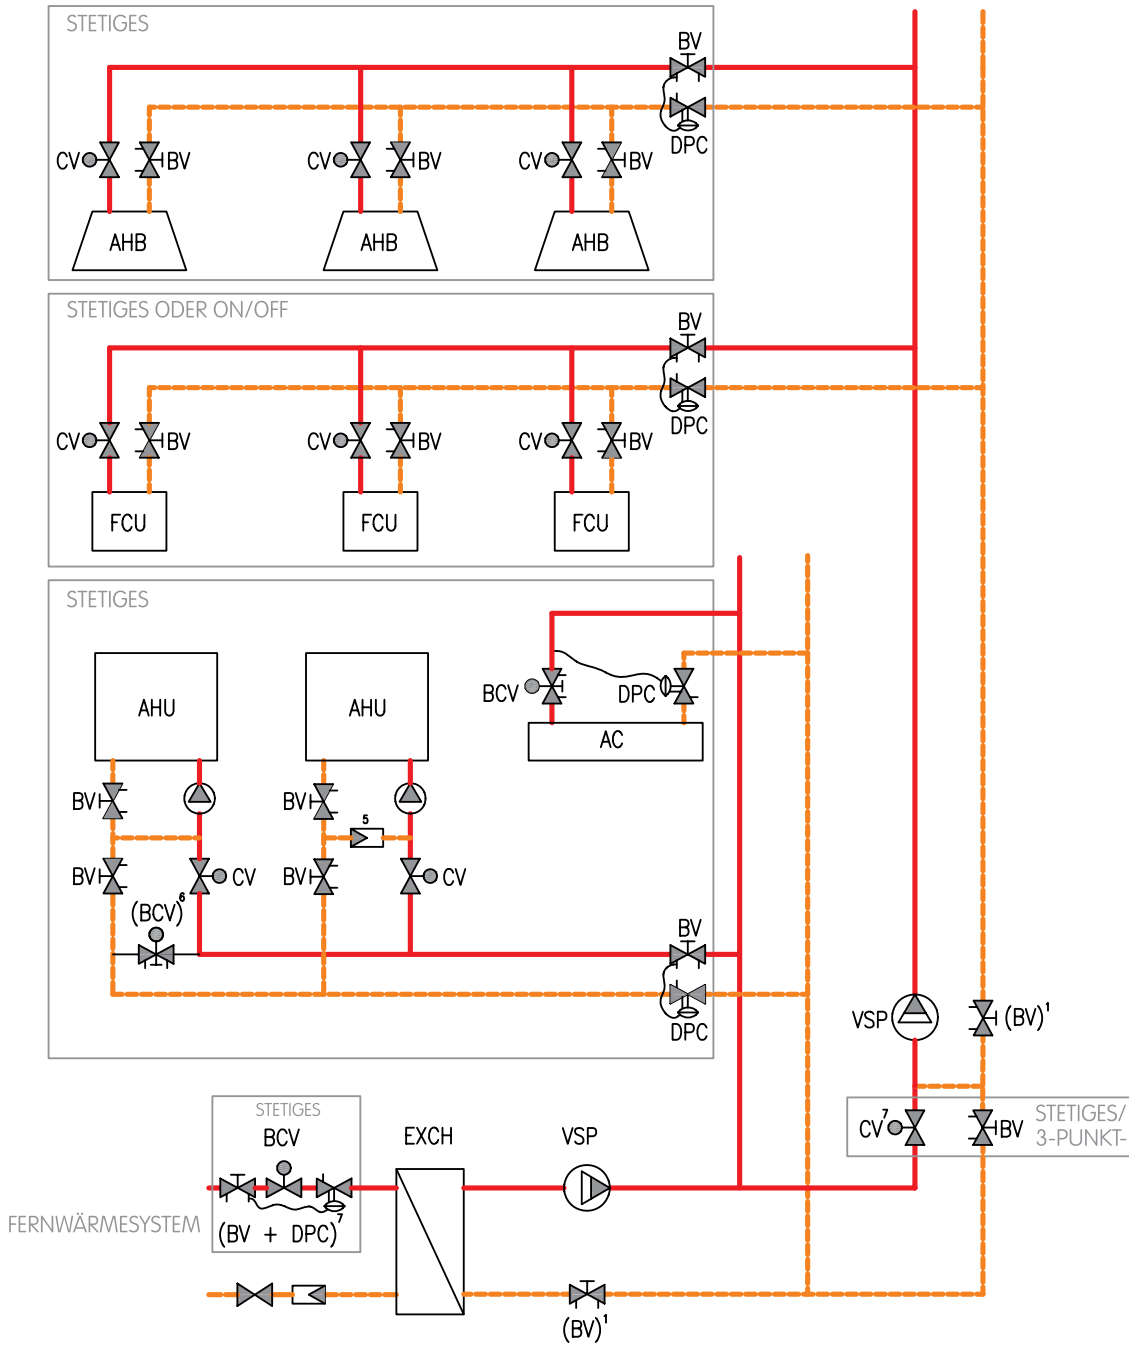 STETIGES
BV
DPC
CV BV CV BV CV BV
AHB AHB AHB
STETIGES ODER ON/OFF
BV
DPC
CV BV CV BV CV BV
FCU FCU FCU
STETIGES
AHU AHU
BCV DPC
AC
BV BV
5
BV CV BV CV
(BCV)⁶
BV
DPC
VSP (BV)¹
STETIGES/
3-PUNKT-
CV⁷ BV
STETIGES
BCV EXCH VSP
FERNWÄRMESYSTEM
(BV + DPC)⁷
(BV)¹